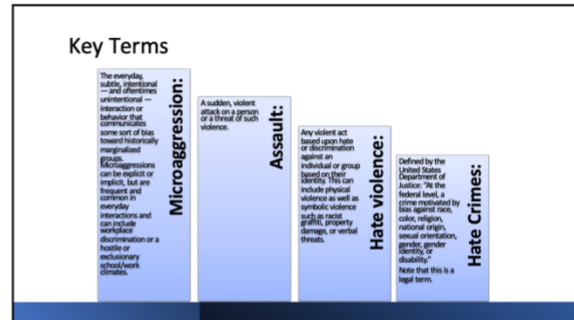 Key Terms
Microaggression:
The everyday,
subtle, intentional
— and oftentimes
unintentional —
interaction or
behavior that
communicates
some sort of bias
toward historically
marginalized
groups.
Microaggressions
can be explicit or
implicit, but are
frequent and
common in
everyday
interactions and
can include
workplace
discrimination or a
hostile or
exclusionary
school/work
climates.
Assault:
A sudden, violent
attack on a person
or a threat of such
violence.
Hate violence:
Any violent act
based upon hate
or discrimination
against an
individual or group
based on their
identity. This can
include physical
violence as well as
symbolic violence
such as racist
graffiti, property
damage, or verbal
threats.
Hate Crimes:
Defined by the
United States
Department of
Justice: "At the
federal level, a
crime motivated by
bias against race,
color, religion,
national origin,
sexual orientation,
gender, gender
identity, or
disability."
Note that this is a
legal term.